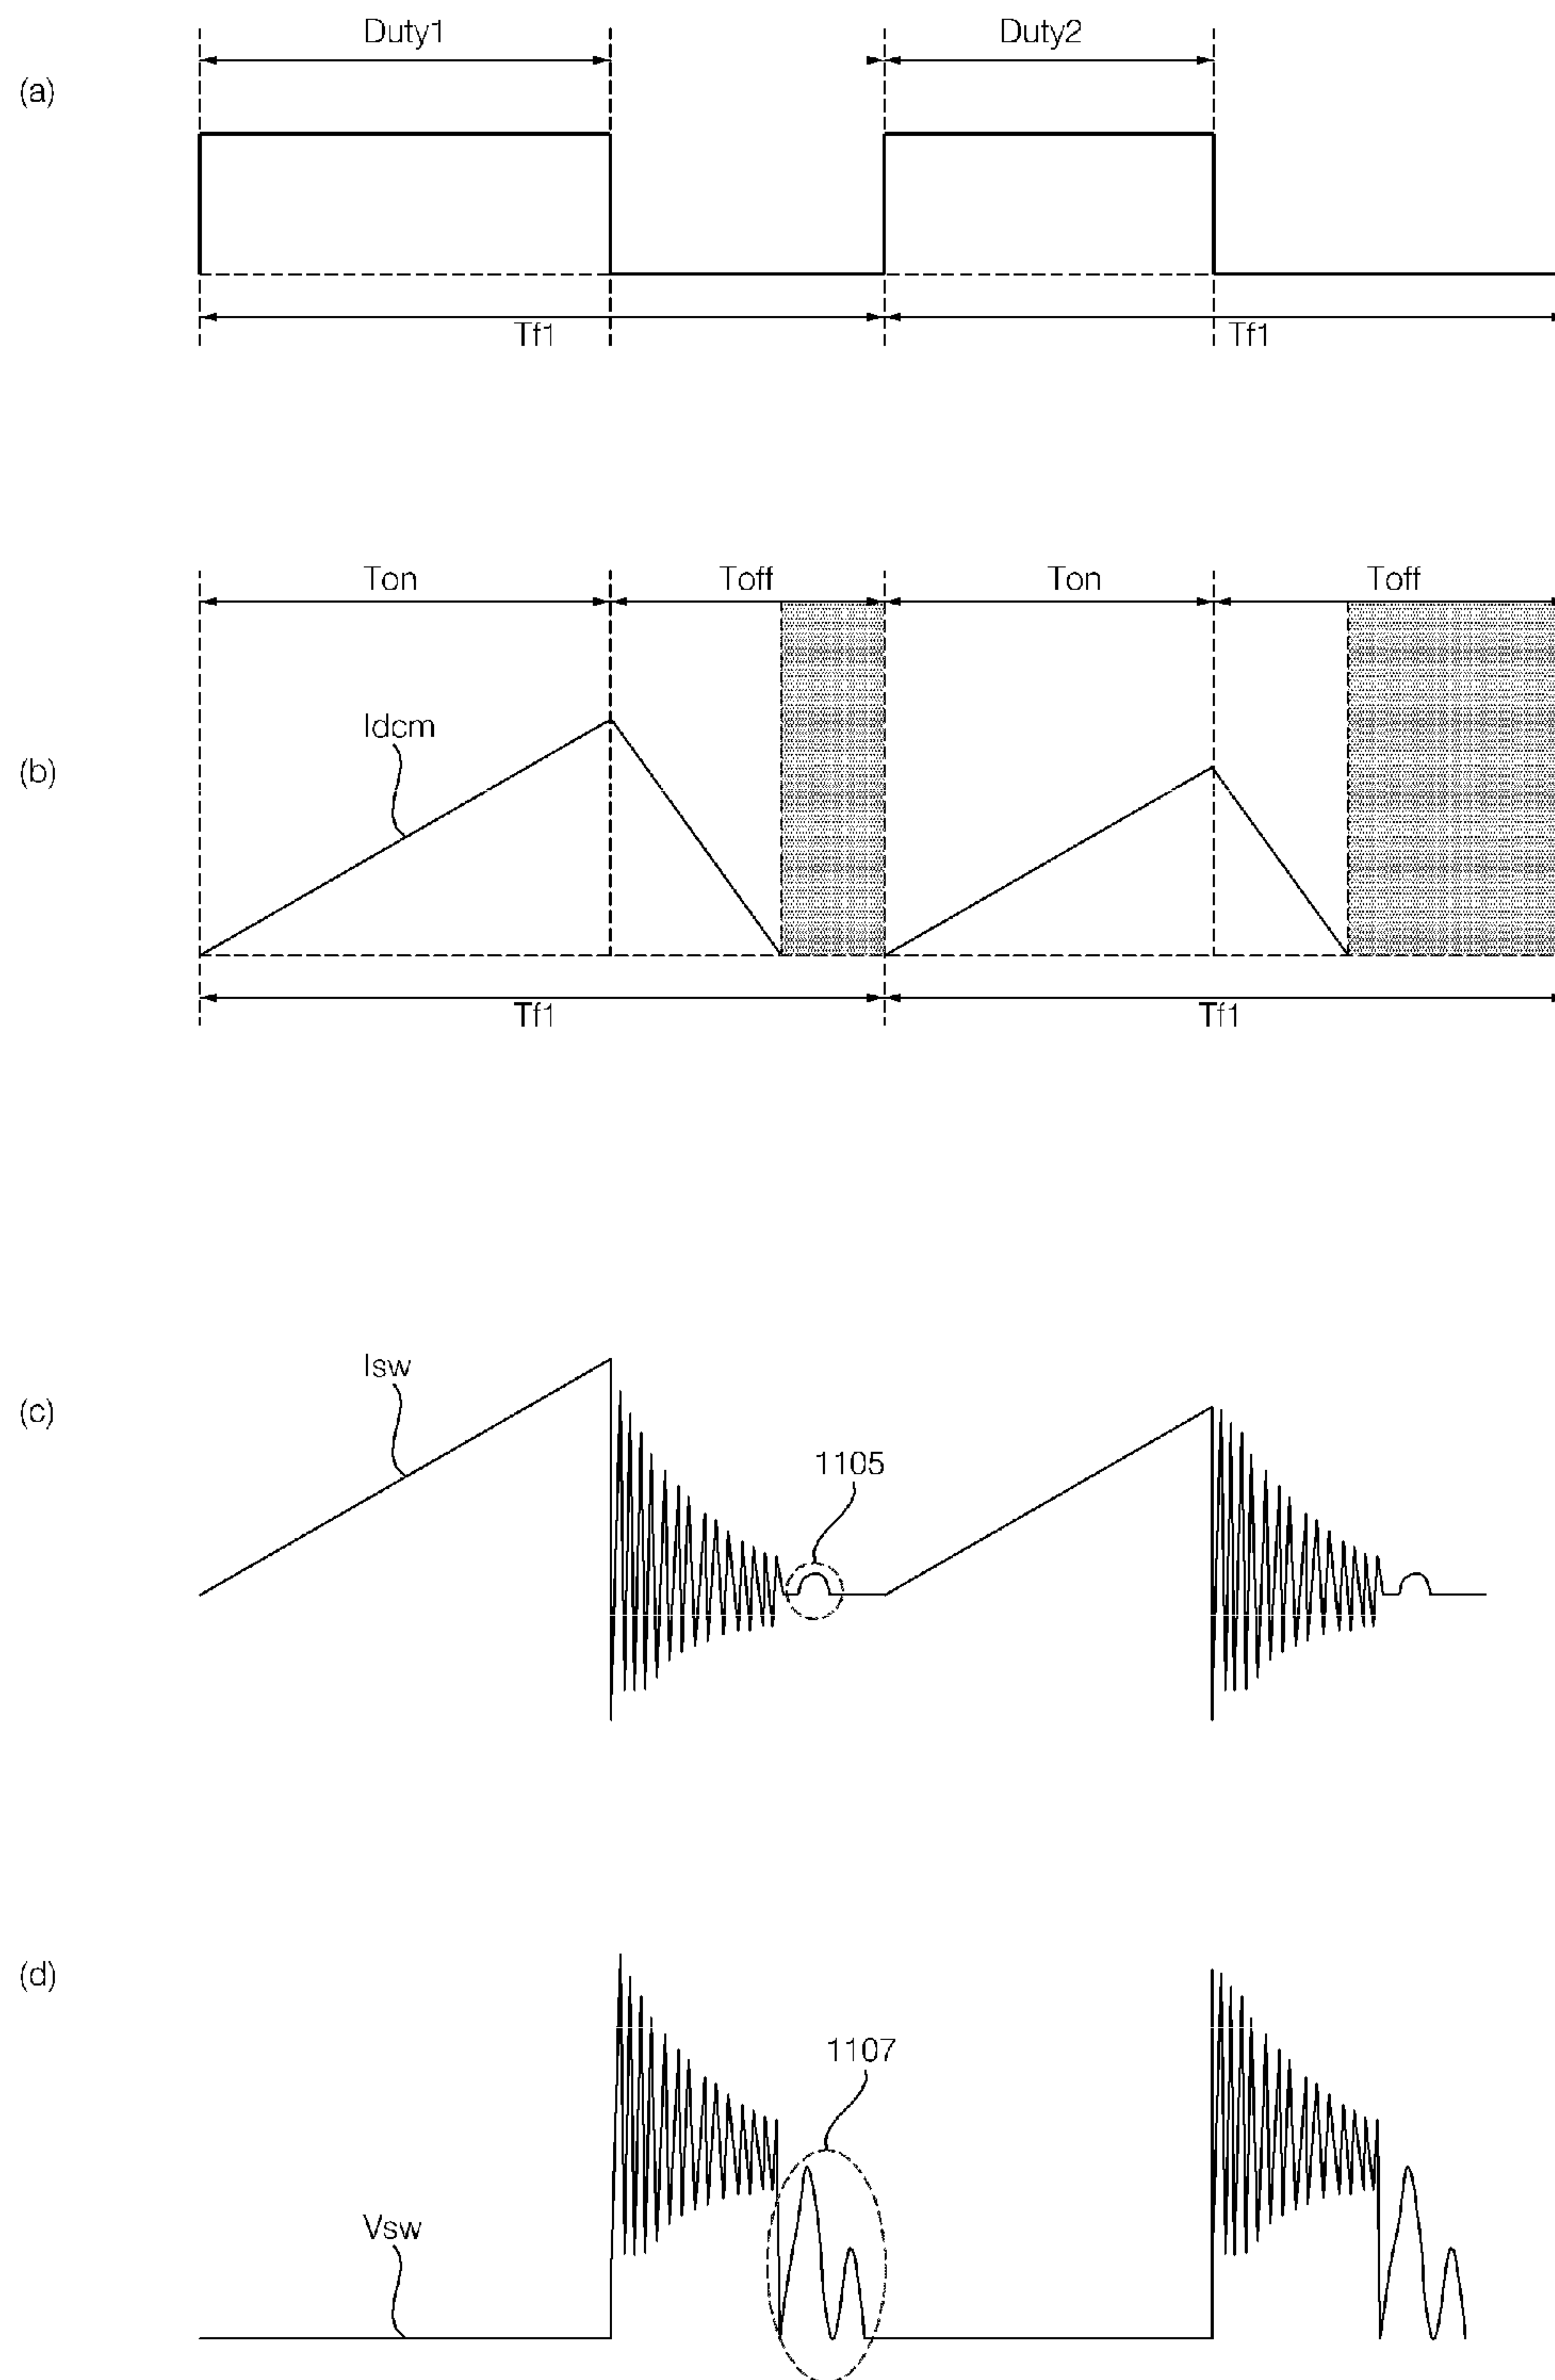 Duty1
Duty2
(a)
Tf1
Tf1
Ton
Toff
Ton
Toff
Idcm
(b)
Tf1
Tf1
Isw
(c)
1105
(d)
1107
Vsw